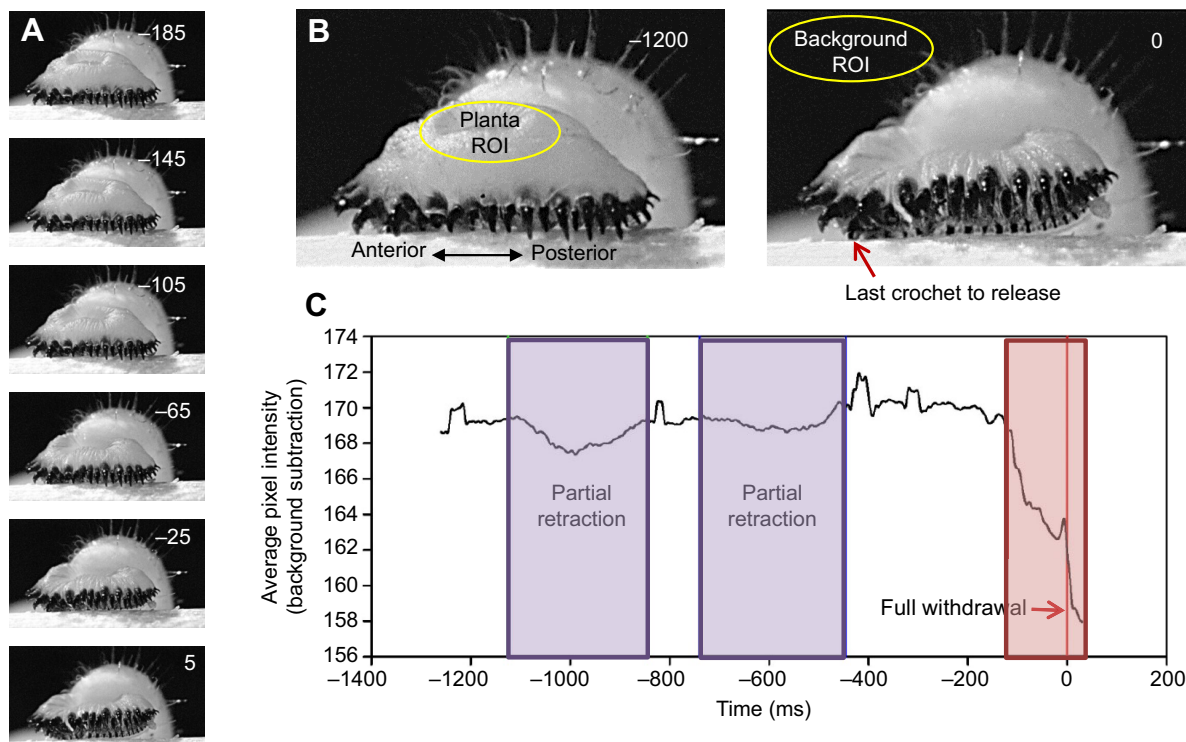 A
–185
–145
–105
–65
–25
5
B
–1200
Planta
ROI
Anterior
Posterior
Background
ROI
0
Last crochet to release
C
Average pixel intensity
(background subtraction)
174
172
170
168
166
164
162
160
158
156
Partial
retraction
Partial
retraction
Full withdrawal
–1400
–1200
–1000
–800
–600
–400
–200
0
200
Time (ms)